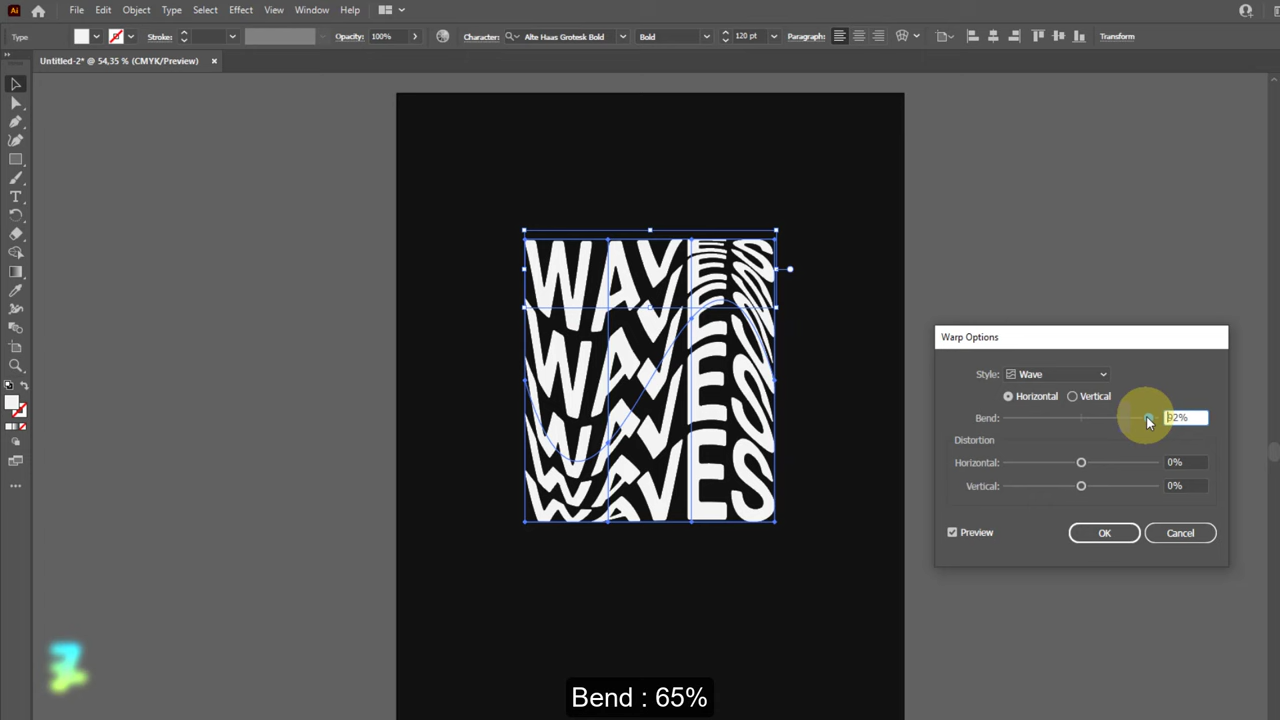 Ai File Edit Object Type Select Effect View Window Help
Type Stroke: Opacity: 100% Character: Alte Haas Grotesk Bold Bold 120 pt Paragraph: Transform
Untitled-2* @ 54,35 % (CMYK/Preview) ×
WAVES
WAVES
WAVES
WAVES
Warp Options
Style: Wave
Horizontal Vertical
Bend: 92%
Distortion
Horizontal: 0%
Vertical: 0%
Preview OK Cancel
Bend : 65%